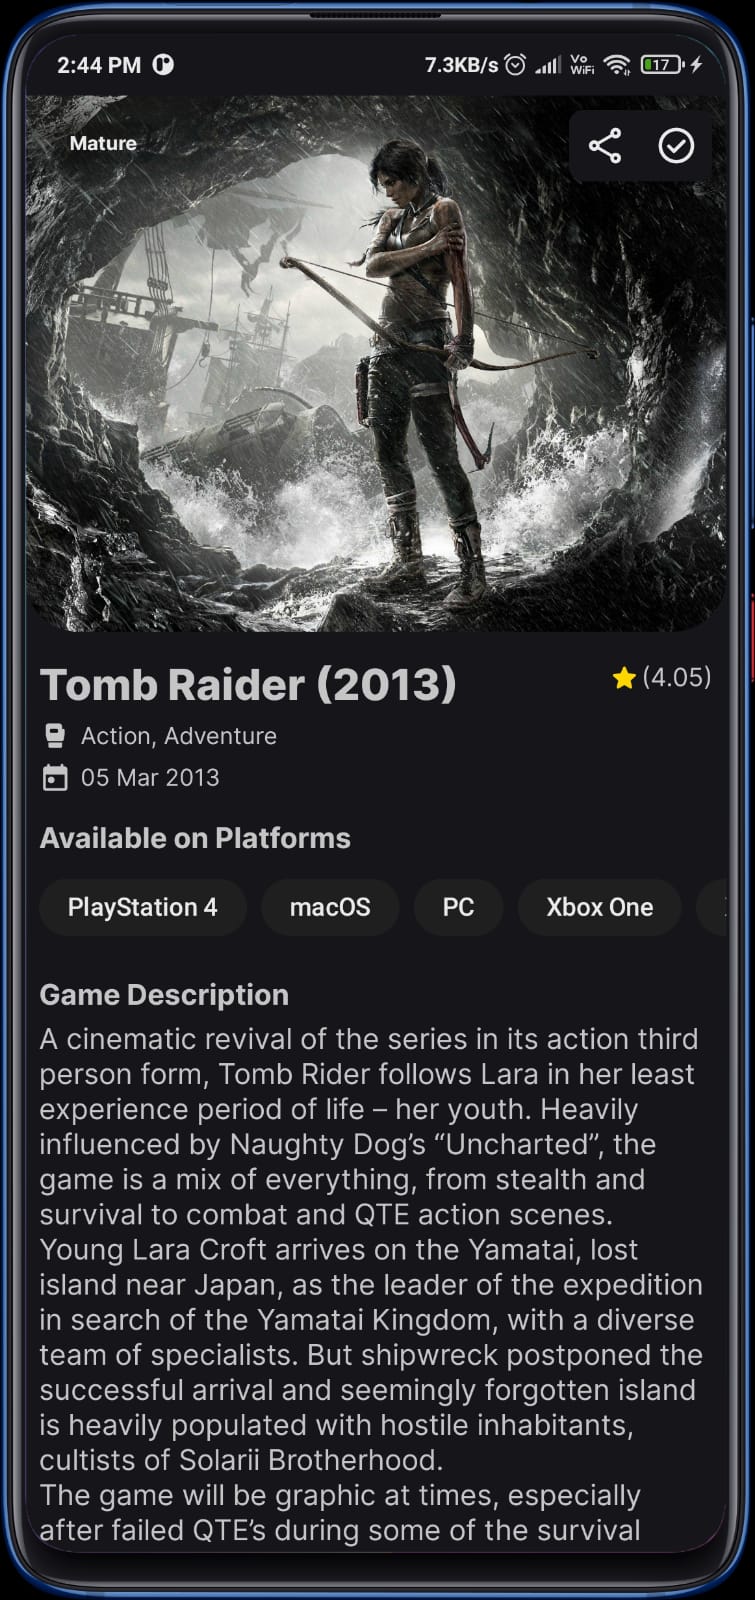 2:44 PM
7.3KB/s
Vo
WiFi
17
Mature
Tomb Raider (2013)
(4.05)
Action, Adventure
05 Mar 2013
Available on Platforms
PlayStation 4
macOS
PC
Xbox One
Game Description
A cinematic revival of the series in its action third
person form, Tomb Rider follows Lara in her least
experience period of life – her youth. Heavily
influenced by Naughty Dog’s “Uncharted”, the
game is a mix of everything, from stealth and
survival to combat and QTE action scenes.
Young Lara Croft arrives on the Yamatai, lost
island near Japan, as the leader of the expedition
in search of the Yamatai Kingdom, with a diverse
team of specialists. But shipwreck postponed the
successful arrival and seemingly forgotten island
is heavily populated with hostile inhabitants,
cultists of Solarii Brotherhood.
The game will be graphic at times, especially
after failed QTE’s during some of the survival